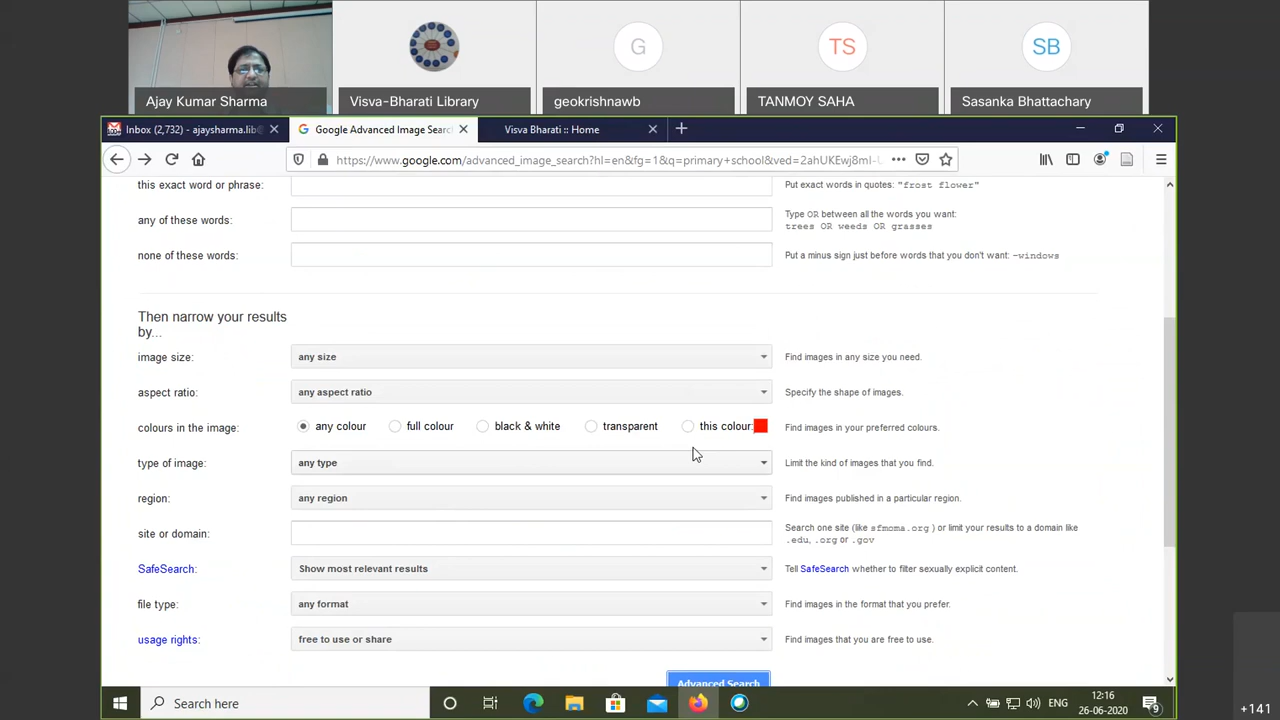 G TS SB
Ajay Kumar Sharma Visva-Bharati Library geokrishnawb TANMOY SAHA Sasanka Bhattachary
Inbox (2,732) - ajaysharma.lib@ Google Advanced Image Searc Visva Bharati :: Home
https://www.google.com/advanced_image_search?hl=en&fg=1&q=primary+school&ved=2ahUKEwj8mI-U
this exact word or phrase: Put exact words in quotes: "frost flower"
any of these words: Type OR between all the words you want:
trees OR weeds OR grasses
none of these words: Put a minus sign just before words that you don't want: -windows
Then narrow your results
by...
image size: any size Find images in any size you need.
aspect ratio: any aspect ratio Specify the shape of images.
colours in the image: any colour full colour black & white transparent this colour: Find images in your preferred colours.
type of image: any type Limit the kind of images that you find.
region: any region Find images published in a particular region.
site or domain: Search one site (like sfmoma.org ) or limit your results to a domain like
.edu, .org or .gov
SafeSearch: Show most relevant results Tell SafeSearch whether to filter sexually explicit content.
file type: any format Find images in the format that you prefer.
usage rights: free to use or share Find images that you are free to use.
Advanced Search
Search here ENG 12:16
26-06-2020 9
+141